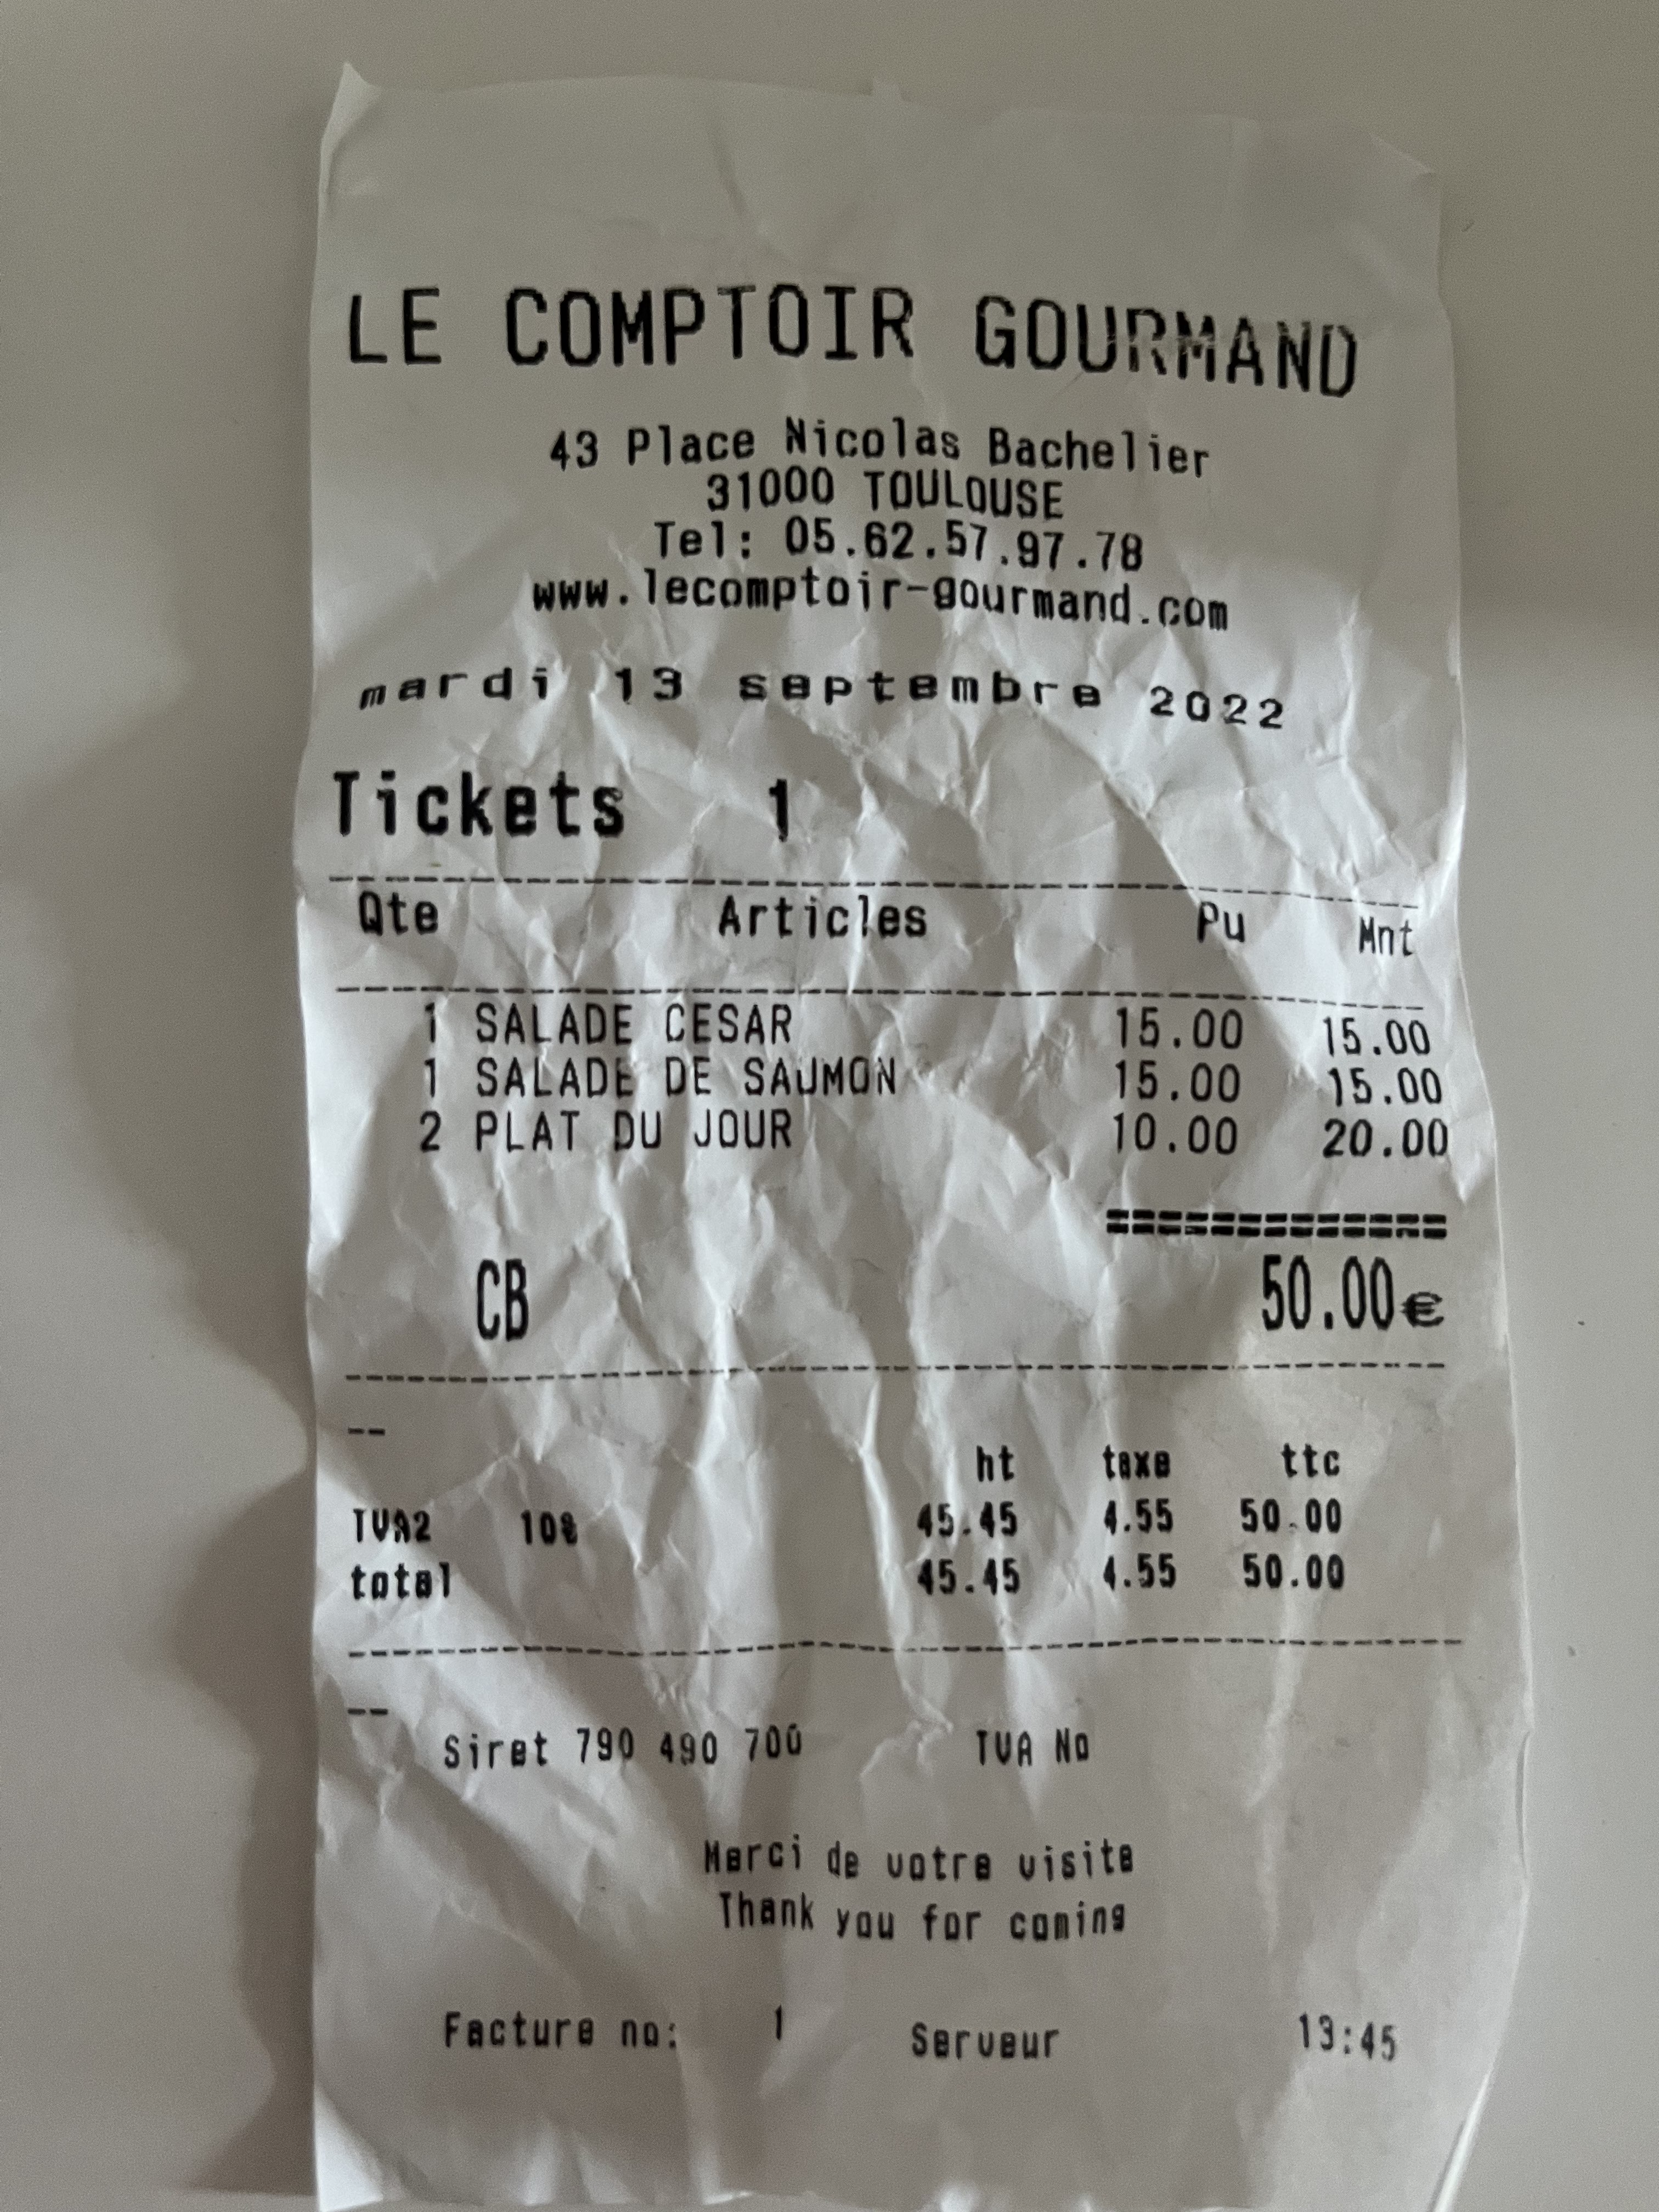 LE COMPTOIR GOURMAND
43 Place Nicolas Bachelier
31000 TOULOUSE
Tel: 05.62.57.97.78
www.lecomptoir-gourmand.com
mardi 13 septembre 2022
Tickets 1
Qte Articles Pu Mnt
1 SALADE CESAR 15.00 15.00
1 SALADE DE SAUMON 15.00 15.00
2 PLAT DU JOUR 10.00 20.00
=============
CB 50.00€
--
ht taxe ttc
TVA2 10% 45.45 4.55 50.00
total 45.45 4.55 50.00
--
Siret 790 490 700 TVA No
Merci de votre visite
Thank you for coming
Facture no: 1 Serveur 13:45